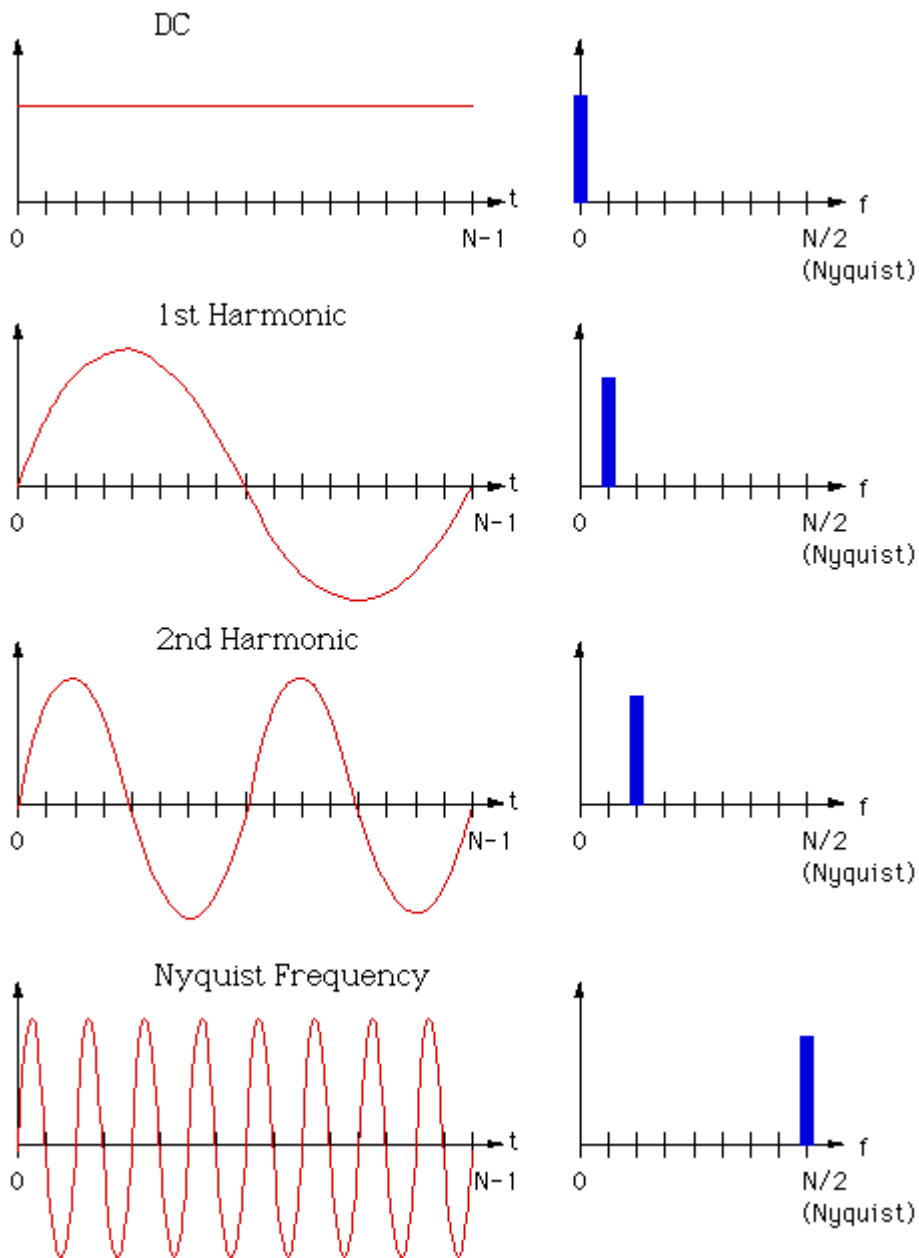 DC
t
f
0
N-1
0
N/2
(Nyquist)
1st Harmonic
t
f
0
N-1
0
N/2
(Nyquist)
2nd Harmonic
t
f
0
N-1
0
N/2
(Nyquist)
Nyquist Frequency
t
f
0
N-1
0
N/2
(Nyquist)